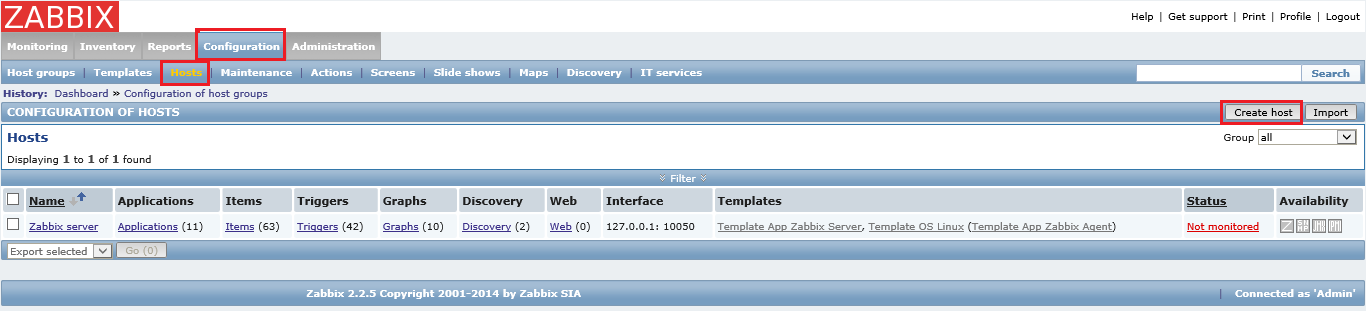 ZABBIX
Help | Get support | Print | Profile | Logout
Monitoring Inventory Reports Configuration Administration
Host groups | Templates | Hosts | Maintenance | Actions | Screens | Slide shows | Maps | Discovery | IT services Search
History: Dashboard » Configuration of host groups
CONFIGURATION OF HOSTS Create host Import
Hosts Group all
Displaying 1 to 1 of 1 found
Filter
Name Applications Items Triggers Graphs Discovery Web Interface Templates Status Availability
Zabbix server Applications (11) Items (63) Triggers (42) Graphs (10) Discovery (2) Web (0) 127.0.0.1: 10050 Template App Zabbix Server, Template OS Linux (Template App Zabbix Agent) Not monitored Z
Export selected Go (0)
Zabbix 2.2.5 Copyright 2001-2014 by Zabbix SIA | Connected as 'Admin'